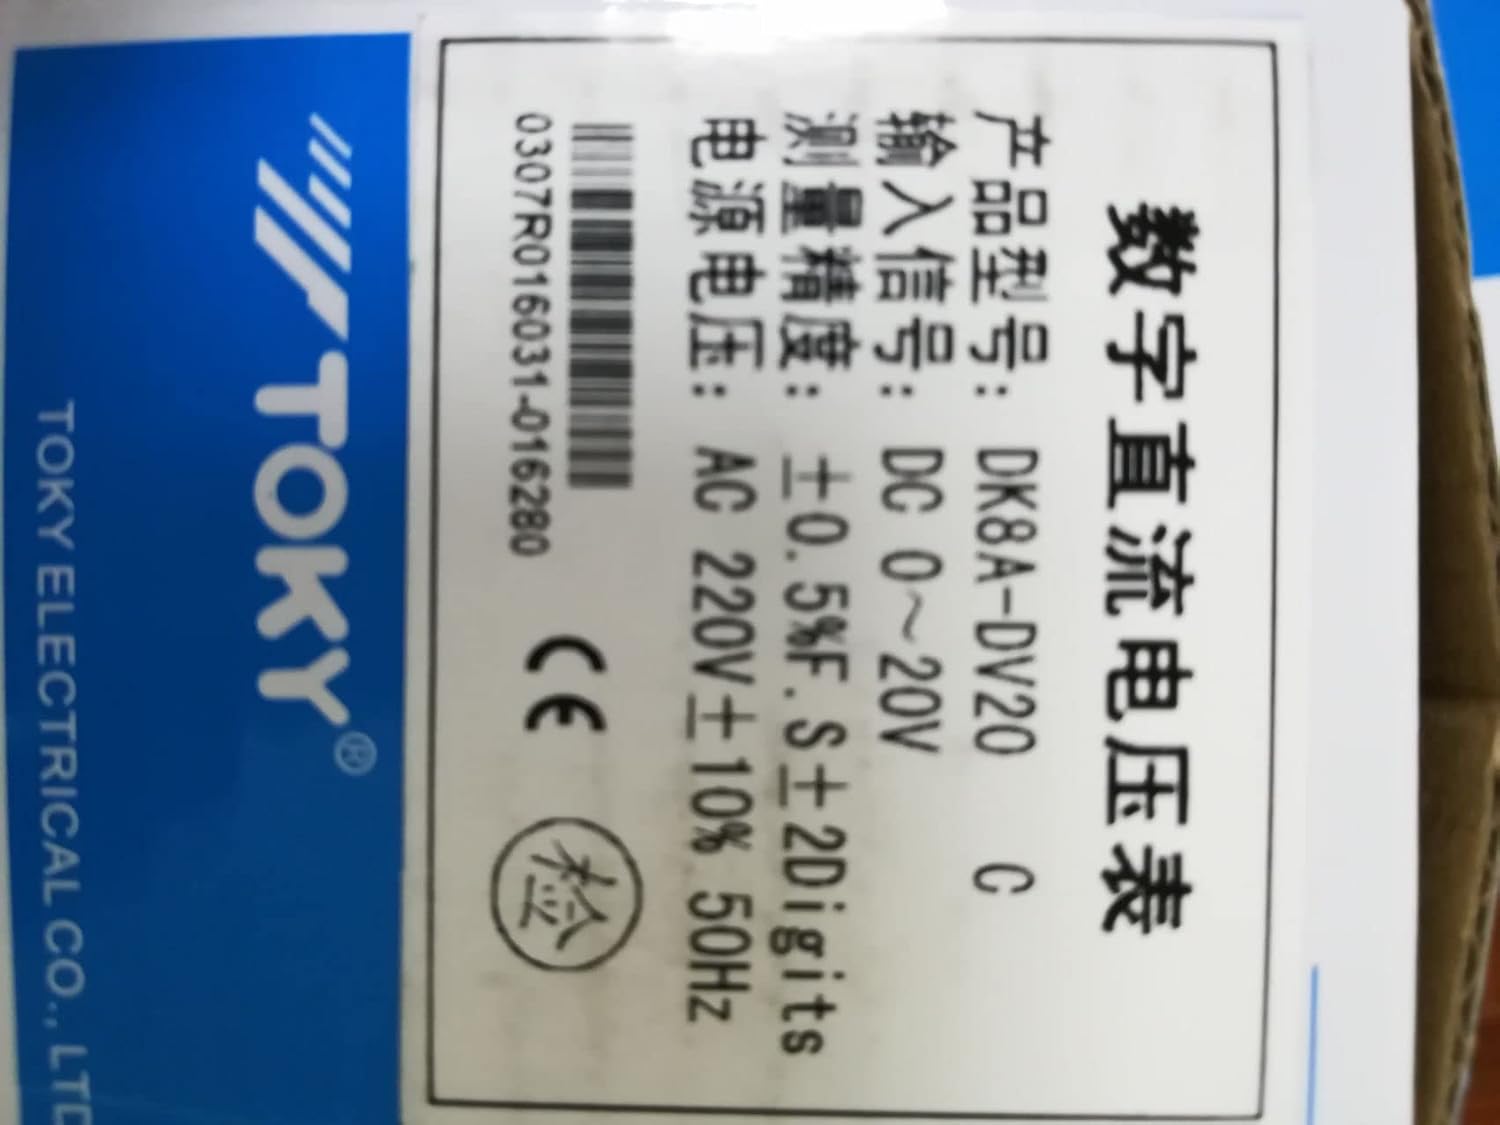 数字直流电压表
产品型号: DK8A-DV20 C
输入信号: DC 0～20V
测量精度: ±0.5%F.S±2Digits
电源电压: AC 220V±10% 50Hz
0307R016031-016280
CE
检
TOKY®
TOKY ELECTRICAL CO., LTD